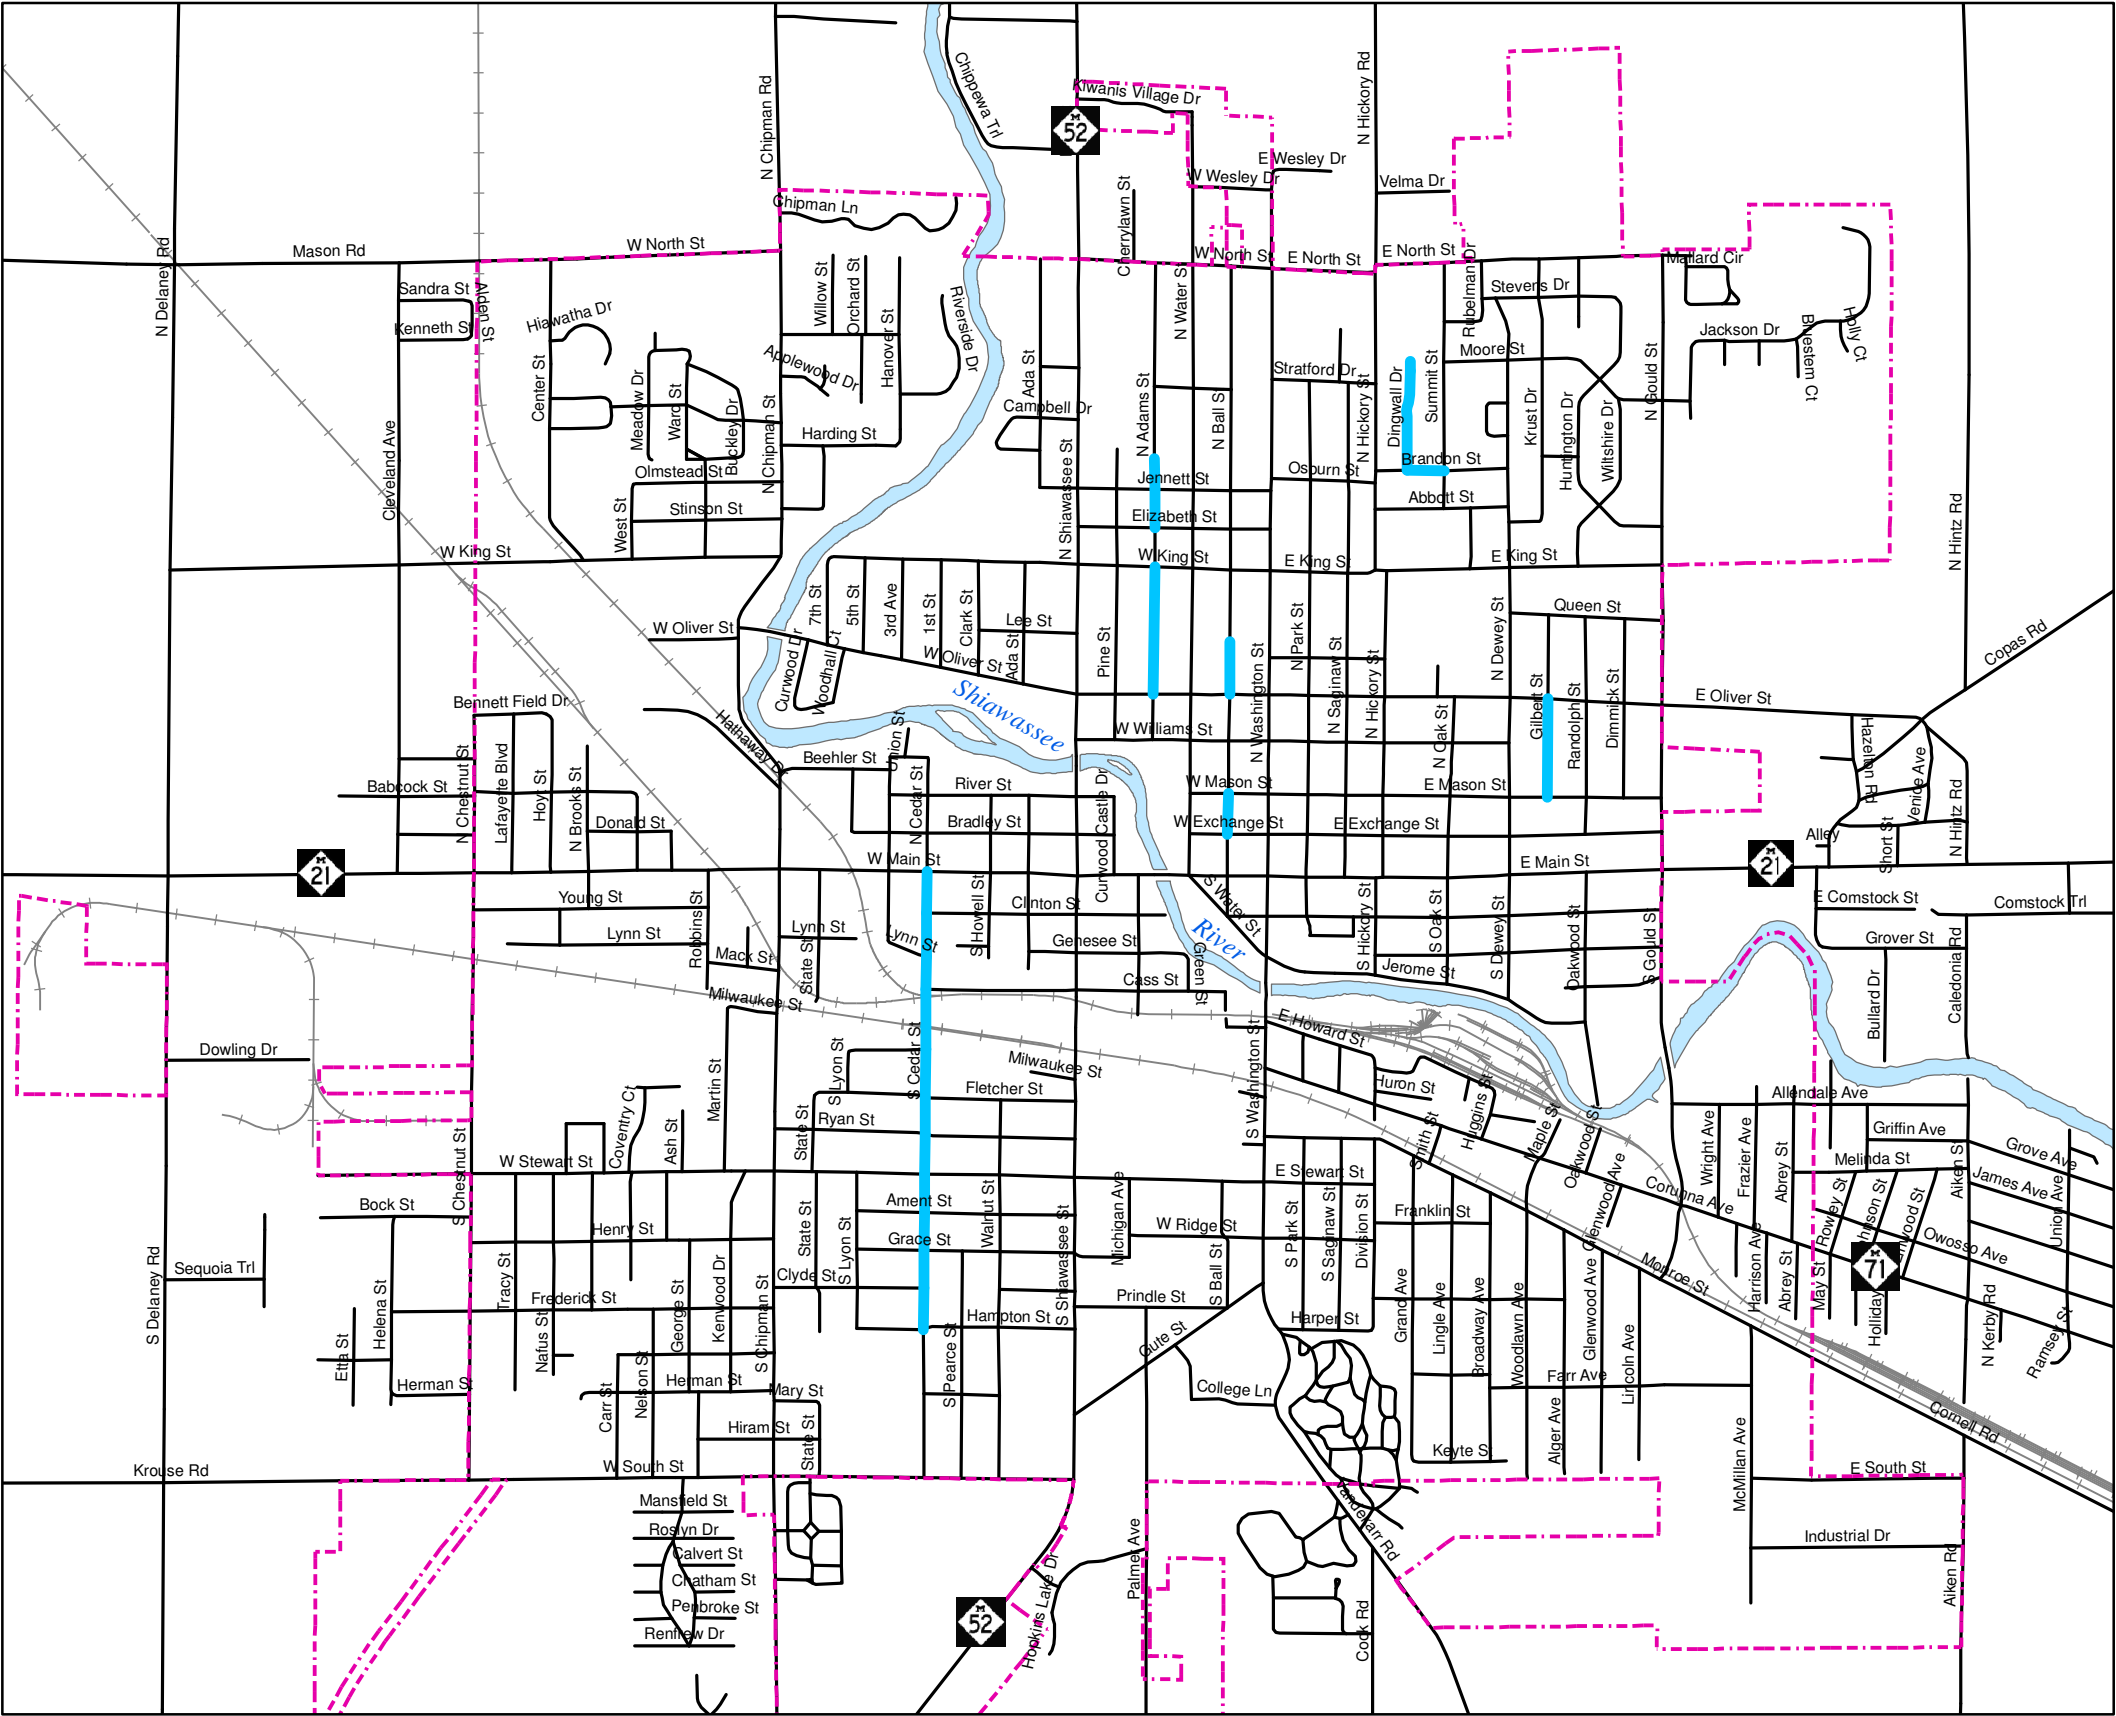 Chippewa Trl
N Chipman Rd
N Hickory Rd
Kiwanis Village Dr
M
52
E Wesley Dr
W Wesley Dr
Velma Dr
Cherrylawn St
Chipman Ln
N Delaney Rd
Mason Rd
W North St
W North St
E North St
E North St
Rubelman Dr
Mallard Cir
Sandra St
Kenneth St
Alden St
Hiawatha Dr
Center St
Willow St
Orchard St
Hanover St
Riverside Dr
Applewood Dr
N Water St
Stevens Dr
Jackson Dr
Bluestem Ct
Holly Ct
Moore St
Stratford Dr
Ada St
Campbell Dr
N Adams St
N Ball St
N Hickory St
Dingwall Dr
Summit St
Krust Dr
Huntington Dr
Wiltshire Dr
N Gould St
Meadow Dr
Ward St
Buckley Dr
N Chipman St
Harding St
Cleveland Ave
Olmstead St
West St
Stinson St
N Shiawassee St
Jennett St
Elizabeth St
Osburn St
Brandon St
Abbott St
N Hintz Rd
W King St
W King St
E King St
E King St
7th St
5th St
3rd Ave
1st St
Clark St
Lee St
Ada St
Pine St
W Oliver St
W Oliver St
Curwood Dr
Woodhall Ct
N Park St
N Saginaw St
N Hickory St
N Washington St
N Dewey St
Queen St
Gilbert St
Randolph St
Dimmick St
Copas Rd
E Oliver St
Shiawassee
Bennett Field Dr
Hathaway Dr
Union St
W Williams St
N Oak St
Beehler St
Hazelton Rd
Venice Ave
N Hintz Rd
Babcock St
N Chestnut St
Lafayette Blvd
Hoyt St
N Brooks St
Donald St
River St
N Cedar St
Bradley St
Curwood Castle Dr
W Mason St
E Mason St
W Exchange St
E Exchange St
Alley
Short St
M
21
W Main St
E Main St
M
21
Young St
Lynn St
Robbins St
Mack St
Lynn St
State St
Lynn St
S Howell St
Clinton St
Genesee St
Cass St
Green St
S Water St
River
S Hickory St
S Oak St
S Dewey St
Oakwood St
S Gould St
Jerome St
E Comstock St
Comstock Trl
Grover St
Bullard Dr
Caledonia Rd
Milwaukee St
Dowling Dr
Martin St
S Lyon St
S Cedar St
Milwaukee St
S Washington St
E Howard St
Huron St
Huggins St
Smith St
Maple St
Oakwood St
Allendale Ave
Coventry Ct
Ash St
State St
Ryan St
Fletcher St
Wright Ave
Frazier Ave
Abrey St
Griffin Ave
Melinda St
Grove Ave
James Ave
Union Ave
Aiken St
W Stewart St
S Chestnut St
Bock St
Henry St
State St
S Lyon St
Ament St
Grace St
Walnut St
S Shiawassee St
Michigan Ave
W Ridge St
S Ball St
E Stewart St
S Park St
S Saginaw St
Division St
Franklin St
Glenwood Ave
Corunna Ave
Rowley St
Owosso Ave
M
71
S Delaney Rd
Sequoia Trl
Tracy St
Nafus St
Frederick St
George St
Kenwood Dr
S Chipman St
Clyde St
Hampton St
Prindle St
Harper St
Grand Ave
Lingle Ave
Broadway Ave
Woodlawn Ave
Glenwood Ave
Lincoln Ave
Monroe St
Harrison Ave
Abrey St
May St
Holliday
N Kerby Rd
Ramsey St
Etta St
Helena St
Herman St
Carr St
Nelson St
Herman St
Mary St
Hiram St
State St
S Pearce St
Gute St
College Ln
Farr Ave
Alger Ave
Keyte St
McMillan Ave
Cornell Rd
Krouse Rd
W South St
E South St
Mansfield St
Roslyn Dr
Calvert St
Chatham St
Penbroke St
Renfrew Dr
M
52
Hopkins Lake Dr
Palmer Ave
Vandekarr Rd
Cook Rd
Industrial Dr
Aiken Rd